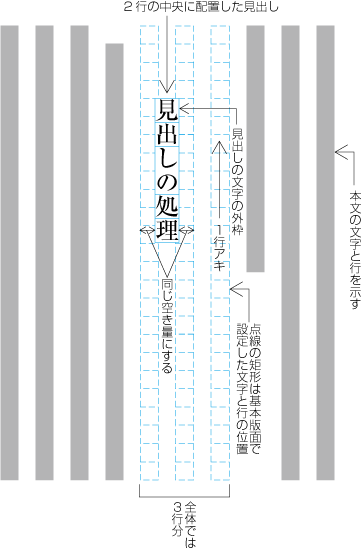 2行の中央に配置した見出し
本文の文字と行を示す
見出しの文字の外枠
1行アキ
点線の矩形は基本版面で
設定した文字と行の位置
見出しの処理
同じ空き量にする
全体では
3行分